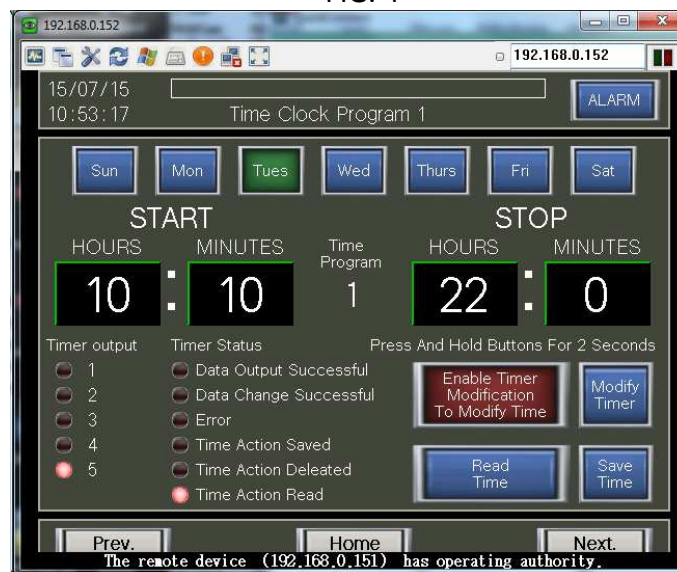 192.168.0.152
192.168.0.152
15/07/15
10:53:17
Time Clock Program 1
ALARM
Sun Mon Tues Wed Thurs Fri Sat
START STOP
HOURS MINUTES Time Program HOURS MINUTES
10 : 10 1 22 : 0
Timer output Timer Status Press And Hold Buttons For 2 Seconds
1 Data Output Successful
2 Data Change Successful
3 Error
4 Time Action Saved
5 Time Action Deleated
Time Action Read
Enable Timer
Modification
To Modify Time
Modify
Timer
Read
Time
Save
Time
Prev. Home Next.
The remote device (192.168.0.151) has operating authority.